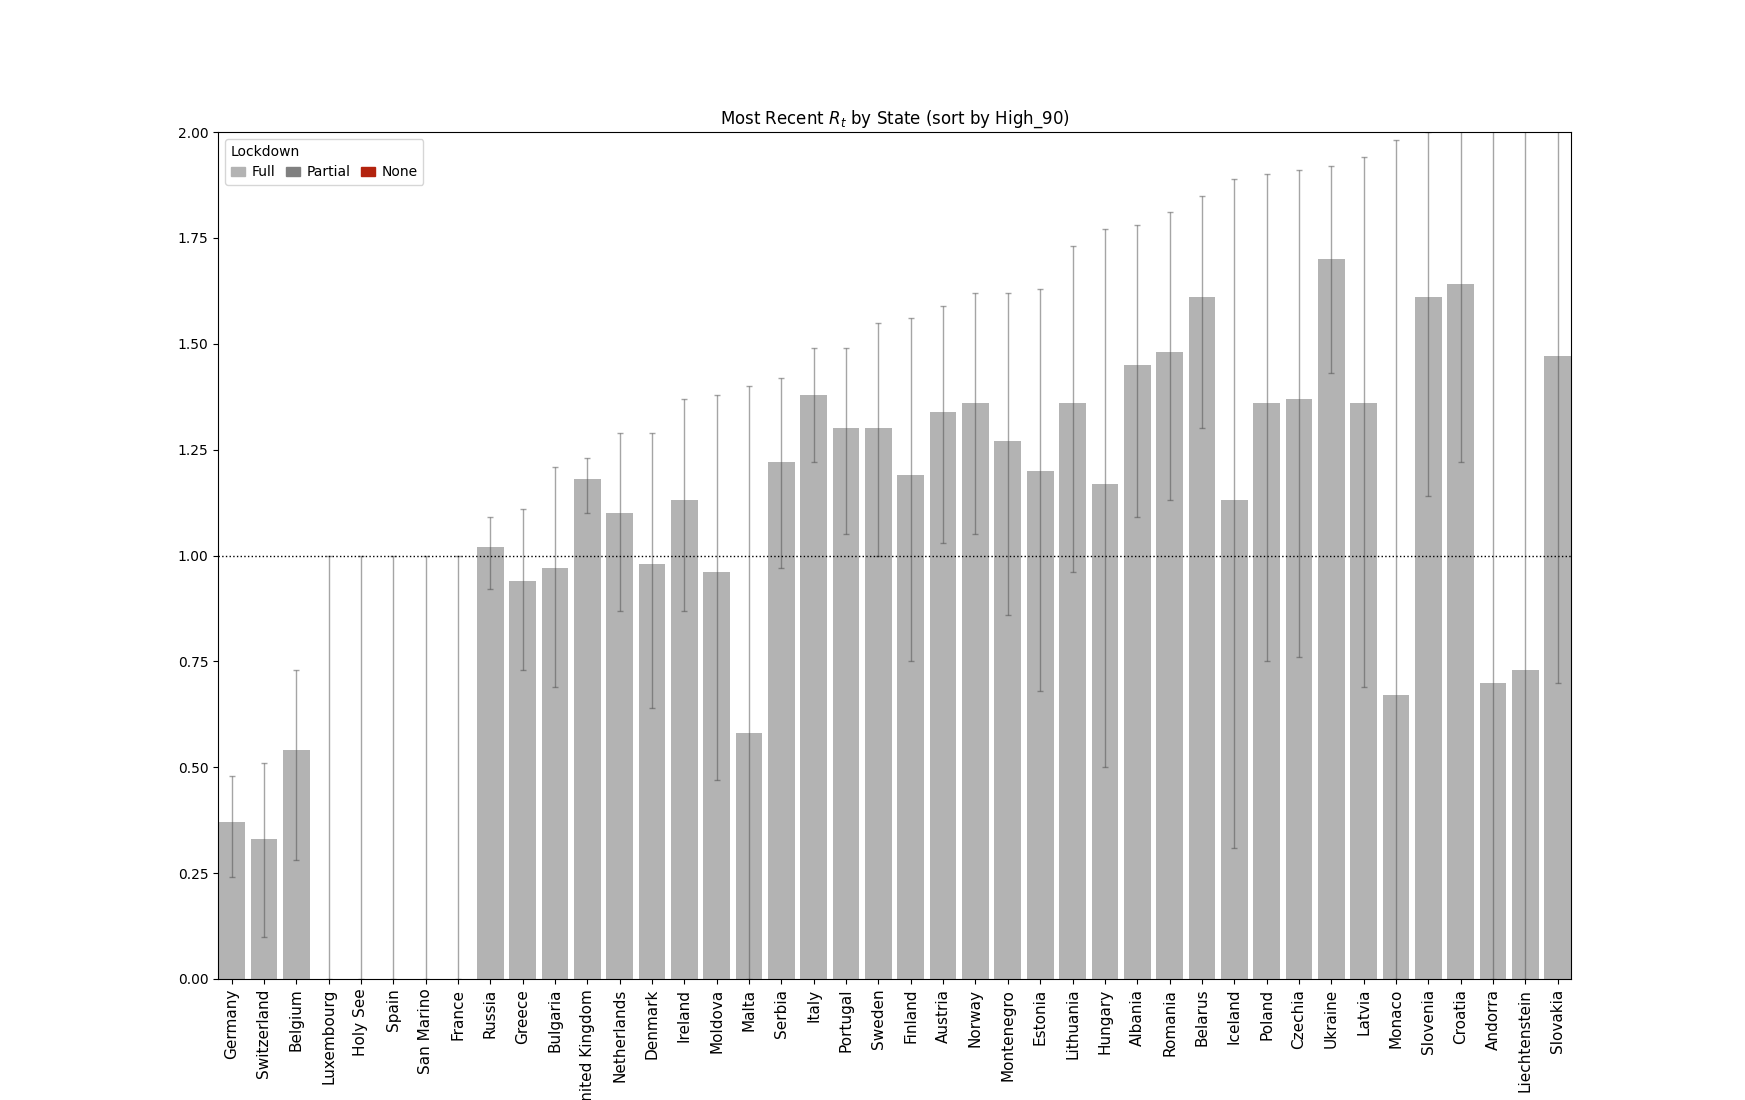 Most Recent R_t by State (sort by High_90)
Lockdown
Full Partial None
2.00
1.75
1.50
1.25
1.00
0.75
0.50
0.25
0.00
Germany
Switzerland
Belgium
Luxembourg
Holy See
Spain
San Marino
France
Russia
Greece
Bulgaria
nited Kingdom
Netherlands
Denmark
Ireland
Moldova
Malta
Serbia
Italy
Portugal
Sweden
Finland
Austria
Norway
Montenegro
Estonia
Lithuania
Hungary
Albania
Romania
Belarus
Iceland
Poland
Czechia
Ukraine
Latvia
Monaco
Slovenia
Croatia
Andorra
Liechtenstein
Slovakia